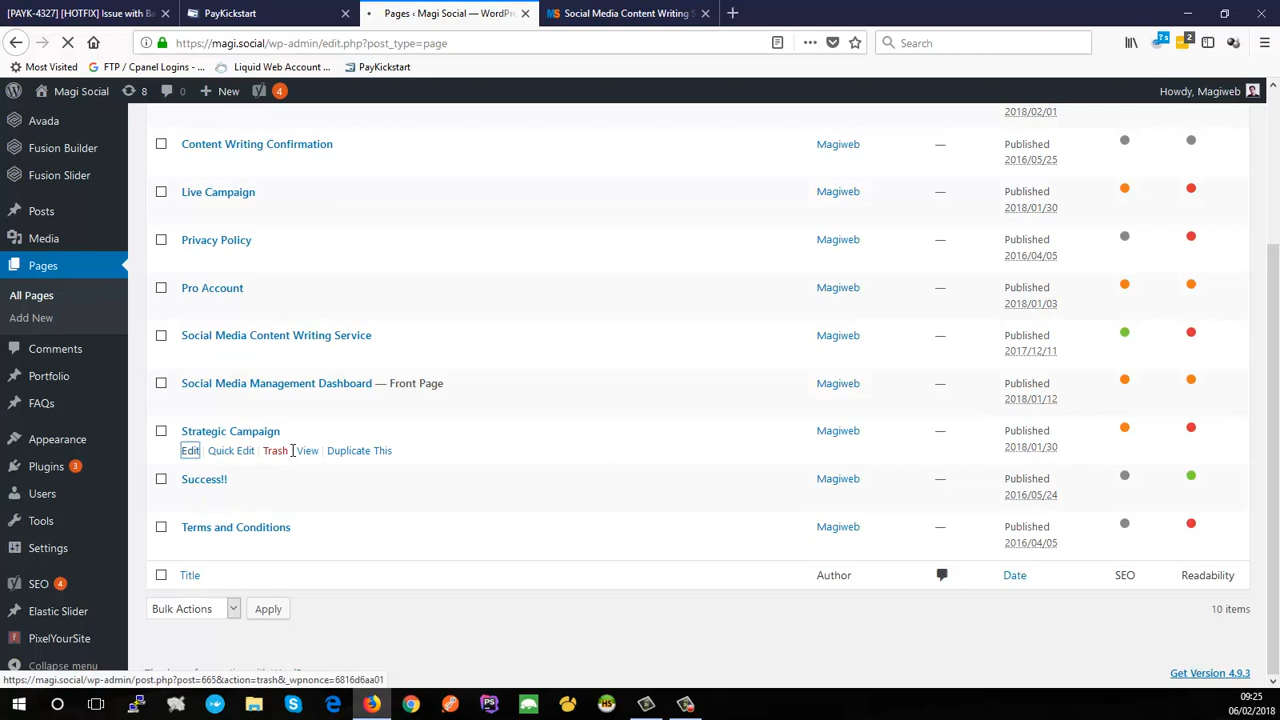 [PAYK-4327] [HOTFIX] Issue with Ba
PayKickstart
Pages ‹ Magi Social — WordPre
Social Media Content Writing S
https://magi.social/wp-admin/edit.php?post_type=page
Search
7s
2
Most Visited
FTP / Cpanel Logins - ...
Liquid Web Account ...
PayKickstart
Magi Social
8
0
New
4
Howdy, Magiweb
2018/02/01
Avada
Fusion Builder
Fusion Slider
Posts
Media
Pages
All Pages
Add New
Comments
Portfolio
FAQs
Appearance
Plugins 3
Users
Tools
Settings
SEO 4
Elastic Slider
PixelYourSite
Collapse menu
Content Writing Confirmation Magiweb — Published
2016/05/25
Live Campaign Magiweb — Published
2018/01/30
Privacy Policy Magiweb — Published
2016/04/05
Pro Account Magiweb — Published
2018/01/03
Social Media Content Writing Service Magiweb — Published
2017/12/11
Social Media Management Dashboard — Front Page Magiweb — Published
2018/01/12
Strategic Campaign Magiweb — Published
Edit | Quick Edit | Trash | View | Duplicate This 2018/01/30
Success!! Magiweb — Published
2016/05/24
Terms and Conditions Magiweb — Published
2016/04/05
Title Author Date SEO Readability
Bulk Actions Apply 10 items
Get Version 4.9.3
https://magi.social/wp-admin/post.php?post=665&action=trash&_wpnonce=6816d6aa01
PS
HS
09:25
06/02/2018